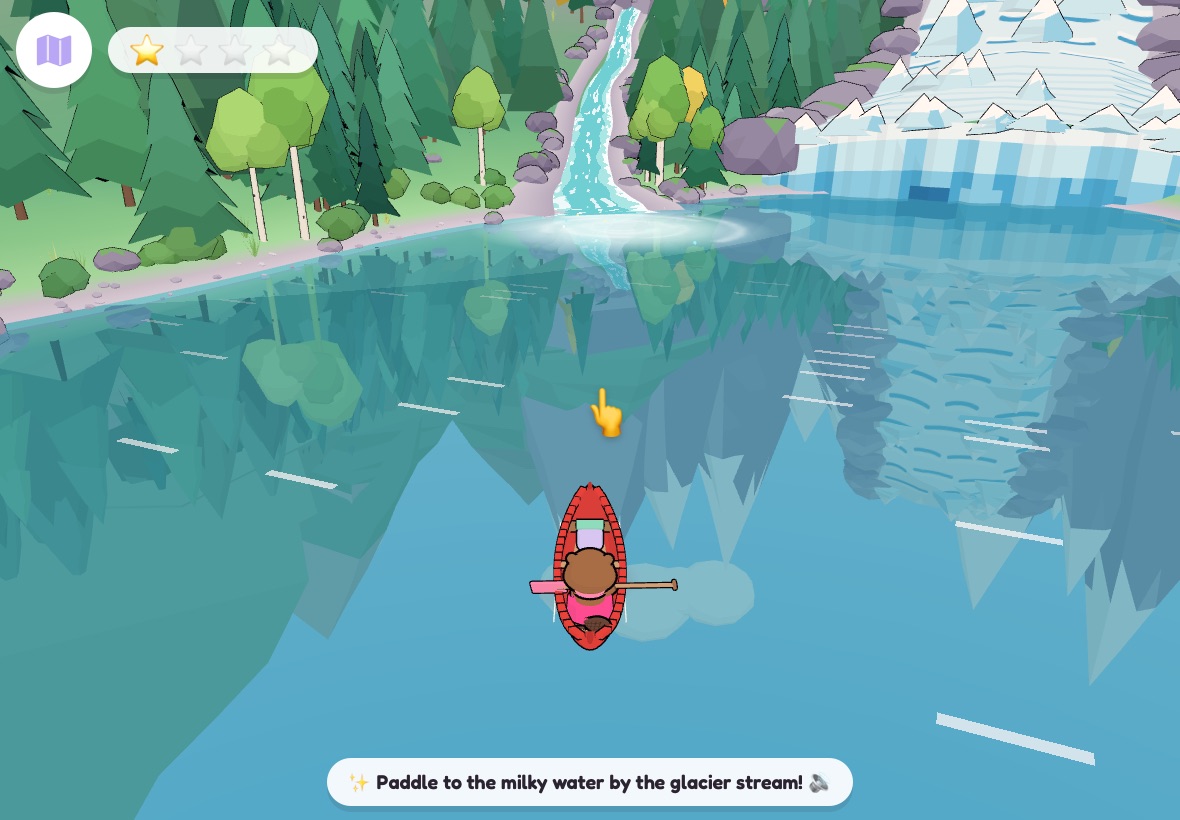 ✨ Paddle to the milky water by the glacier stream! 🔊